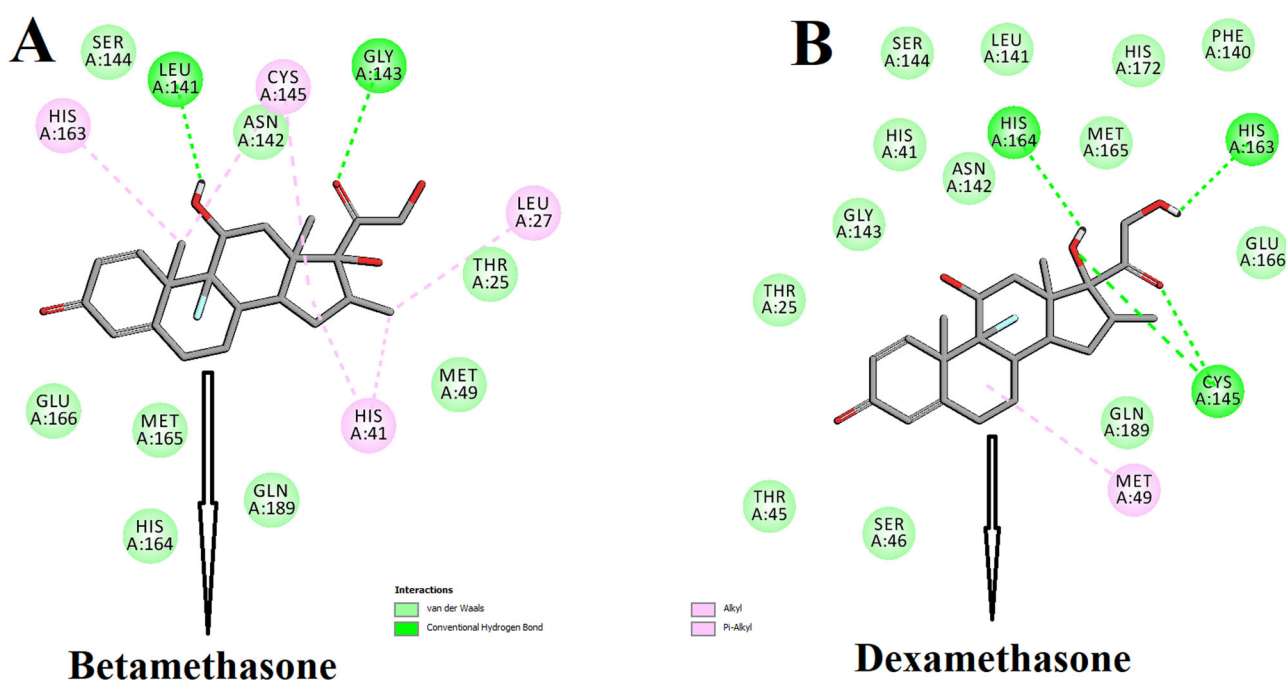 A
SER
A:144
LEU
A:141
CYS
A:145
GLY
A:143
HIS
A:163
ASN
A:142
LEU
A:27
THR
A:25
MET
A:49
GLU
A:166
MET
A:165
HIS
A:41
GLN
A:189
HIS
A:164
Betamethasone
Interactions
van der Waals
Conventional Hydrogen Bond
Alkyl
Pi-Alkyl
B
SER
A:144
LEU
A:141
HIS
A:172
PHE
A:140
HIS
A:41
HIS
A:164
MET
A:165
HIS
A:163
ASN
A:142
GLY
A:143
GLU
A:166
THR
A:25
CYS
A:145
GLN
A:189
MET
A:49
THR
A:45
SER
A:46
Dexamethasone